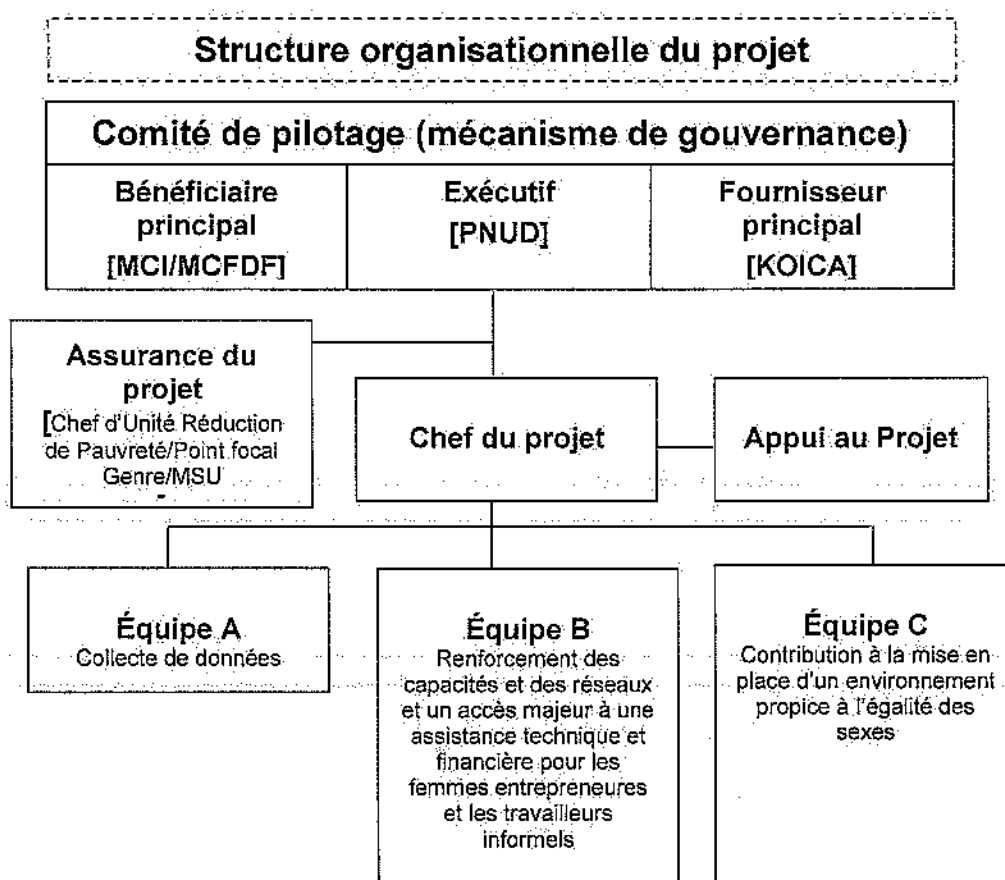 Structure organisationnelle du projet
Comité de pilotage (mécanisme de gouvernance)
Bénéficiaire
principal
[MCI/MCFDF]
Exécutif
[PNUD]
Fournisseur
principal
[KOICA]
Assurance du
projet
[Chef d'Unité Réduction
de Pauvreté/Point focal
Genre/MSU
-
Chef du projet
Appui au Projet
Équipe A
Collecte de données
Équipe B
Renforcement des
capacités et des réseaux
et un accès majeur à une
assistance technique et
financière pour les
femmes entrepreneures
et les travailleurs
informels
Équipe C
Contribution à la mise en
place d'un environnement
propice à l'égalité des
sexes